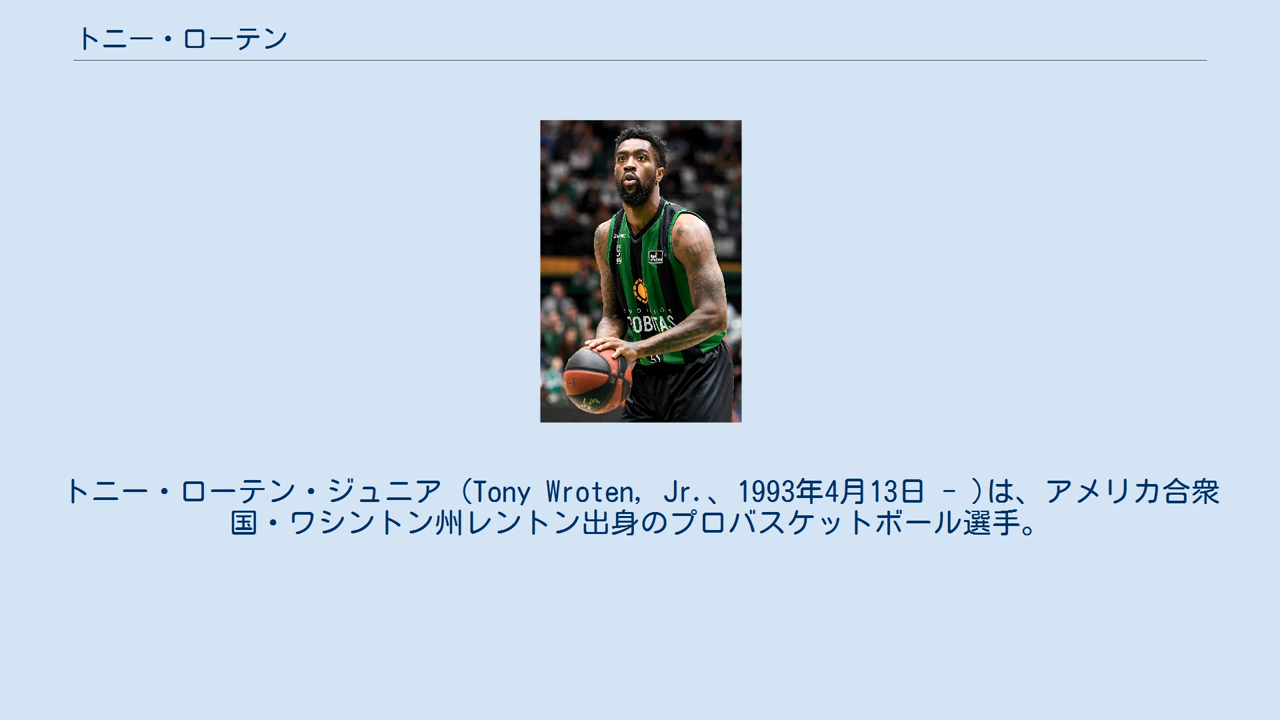 トニー・ローテン
トニー・ローテン・ジュニア (Tony Wroten, Jr.、1993年4月13日 - )は、アメリカ合衆
国・ワシントン州レントン出身のプロバスケットボール選手。